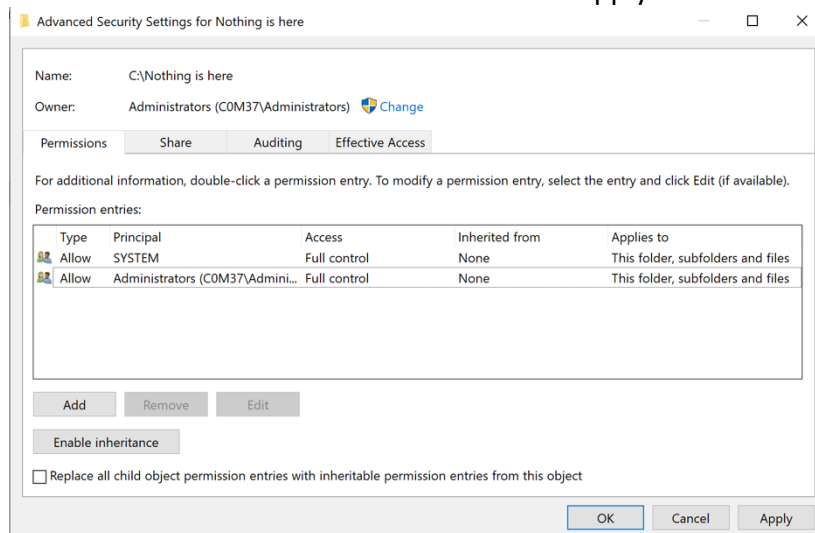 Advanced Security Settings for Nothing is here
Name: C:\Nothing is here
Owner: Administrators (C0M37\Administrators) Change
Permissions Share Auditing Effective Access
For additional information, double-click a permission entry. To modify a permission entry, select the entry and click Edit (if available).
Permission entries:
Type Principal Access Inherited from Applies to
Allow SYSTEM Full control None This folder, subfolders and files
Allow Administrators (C0M37\Admini... Full control None This folder, subfolders and files
Add Remove Edit
Enable inheritance
Replace all child object permission entries with inheritable permission entries from this object
OK Cancel Apply